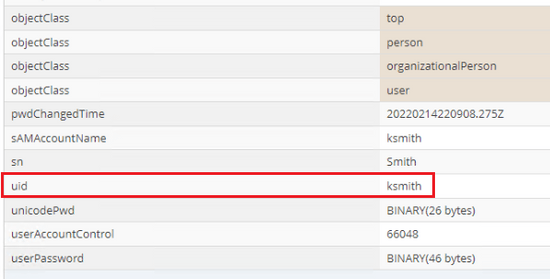 objectClass top
objectClass person
objectClass organizationalPerson
objectClass user
pwdChangedTime 20220214220908.275Z
sAMAccountName ksmith
sn Smith
uid ksmith
unicodePwd BINARY(26 bytes)
userAccountControl 66048
userPassword BINARY(46 bytes)